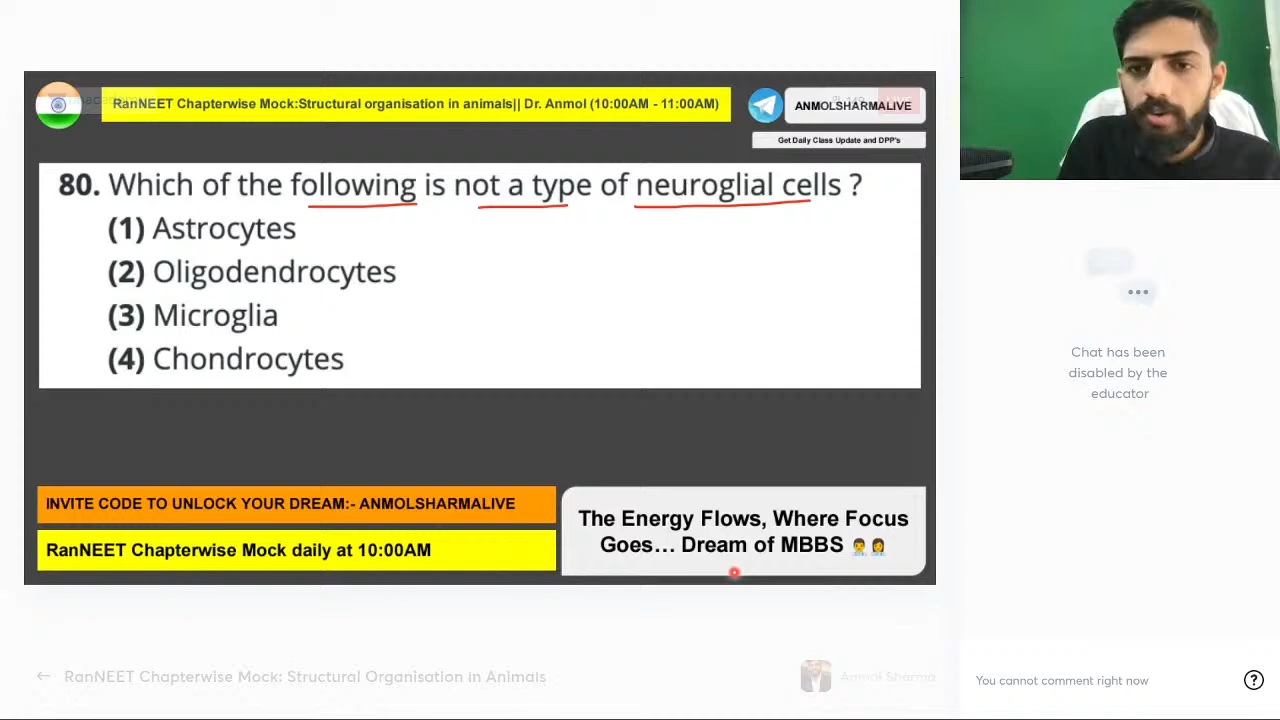 RanNEET Chapterwise Mock:Structural organisation in animals|| Dr. Anmol (10:00AM - 11:00AM)
ANMOLSHARMALIVE
Get Daily Class Update and DPP's
80. Which of the following is not a type of neuroglial cells ?
(1) Astrocytes
(2) Oligodendrocytes
(3) Microglia
(4) Chondrocytes
INVITE CODE TO UNLOCK YOUR DREAM:- ANMOLSHARMALIVE
RanNEET Chapterwise Mock daily at 10:00AM
The Energy Flows, Where Focus
Goes... Dream of MBBS 👨‍⚕️👩‍⚕️
Chat has been
disabled by the
educator
RanNEET Chapterwise Mock: Structural Organisation in Animals
Anmol Sharma
You cannot comment right now